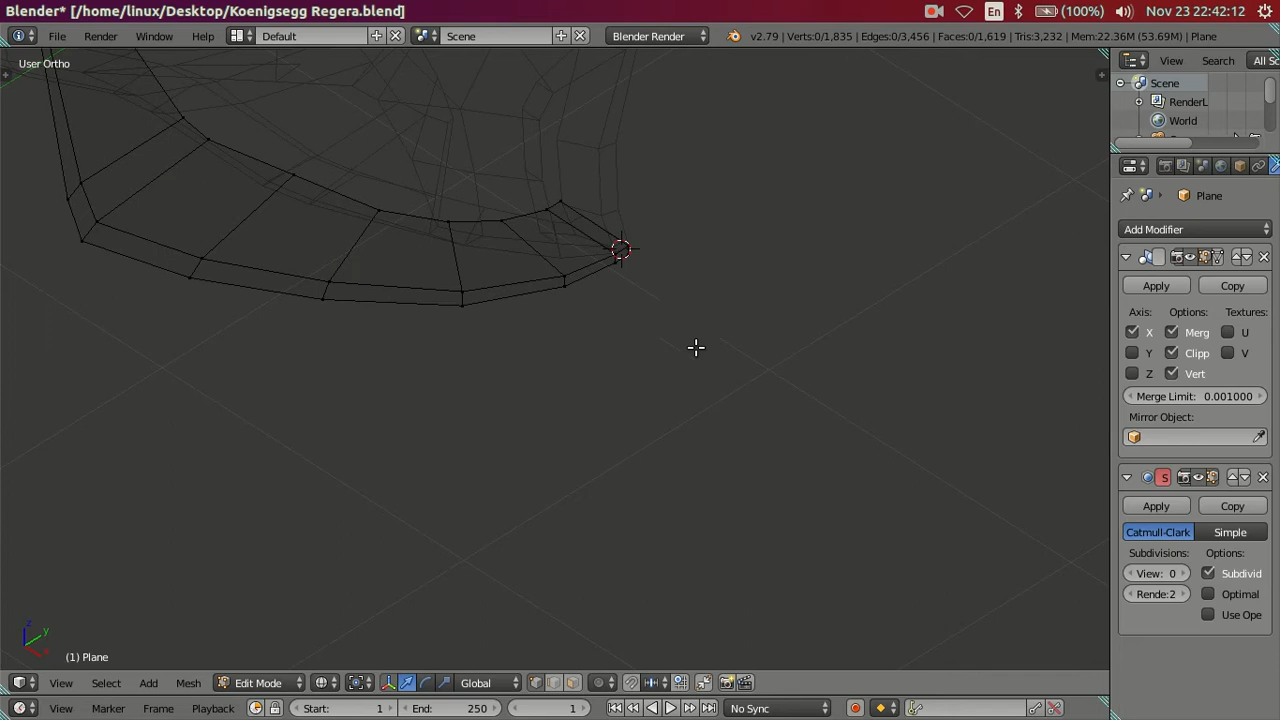 Blender* [/home/linux/Desktop/Koenigsegg Regera.blend]
En
(100%)
Nov 23 22:42:12
File
Render
Window
Help
Default
Scene
Blender Render
v2.79 | Verts:0/1,835 | Edges:0/3,456 | Faces:0/1,619 | Tris:3,232 | Mem:22.36M (53.69M) | Plane
User Ortho
View
Search
All Sc
Scene
RenderL
World
Plane
Add Modifier
Apply
Copy
Axis:
Options:
Textures:
X
Merg
U
Y
Clipp
V
Z
Vert
Merge Limit: 0.001000
Mirror Object:
S
Apply
Copy
Catmull-Clark
Simple
Subdivisions:
Options:
View: 0
Subdivid
Rende:2
Optimal
Use Ope
z
y
x
(1) Plane
View
Select
Add
Mesh
Edit Mode
Global
View
Marker
Frame
Playback
Start: 1
End: 250
1
No Sync